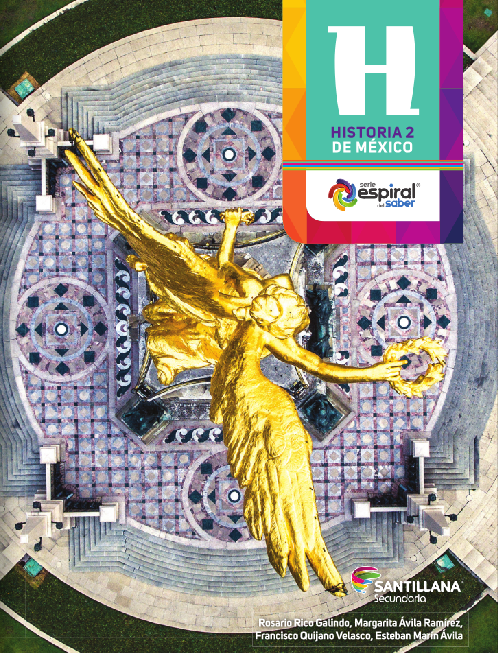 H
HISTORIA 2
DE MÉXICO
serie
espiral®
del saber
SANTILLANA®
Secundaria
Rosario Rico Galindo, Margarita Ávila Ramírez,
Francisco Quijano Velasco, Esteban Marín Ávila